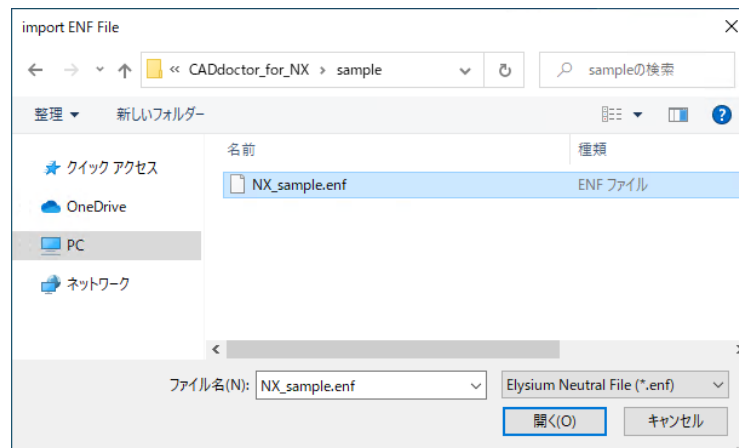 import ENF File
« CADdoctor_for_NX › sample
sampleの検索
整理 新しいフォルダー
名前 種類
クイック アクセス
NX_sample.enf ENF ファイル
OneDrive
PC
ネットワーク
ファイル名(N): NX_sample.enf Elysium Neutral File (*.enf)
開く(O) キャンセル